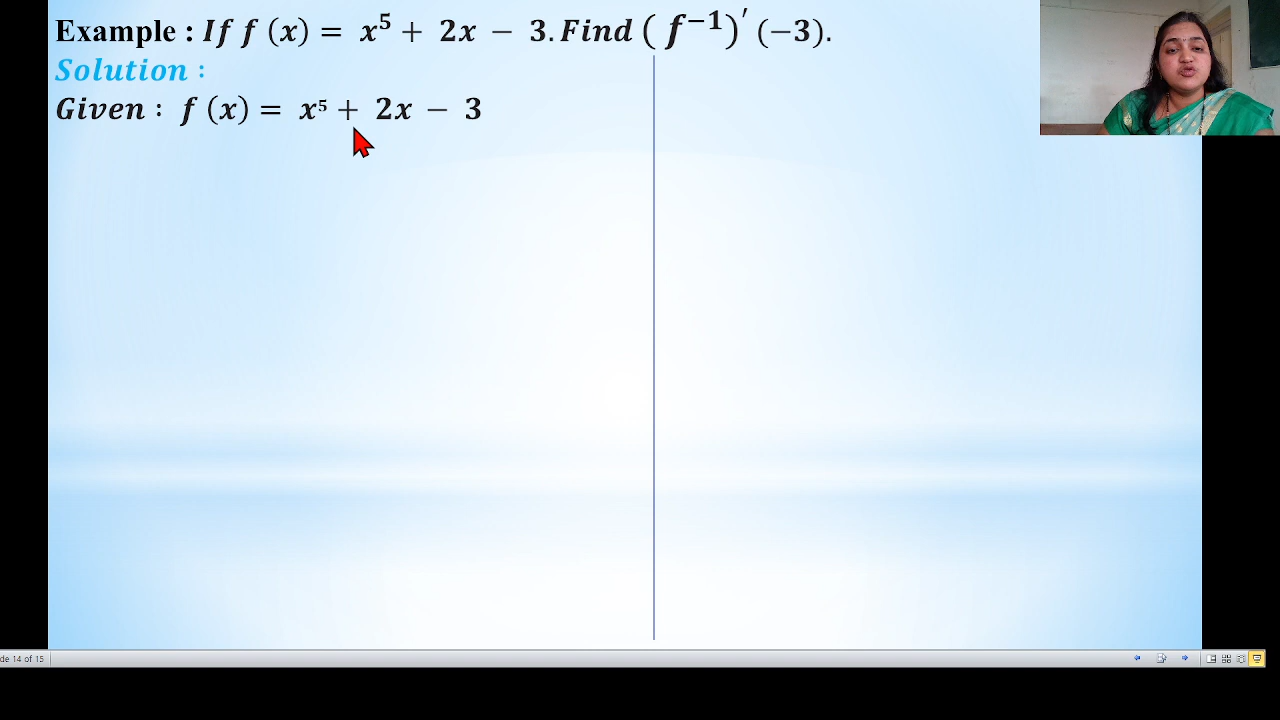 Example : If f (x) = x⁵ + 2x − 3. Find ( f⁻¹)′ (−3).
Solution :
Given : f (x) = x⁵ + 2x − 3
de 14 of 15